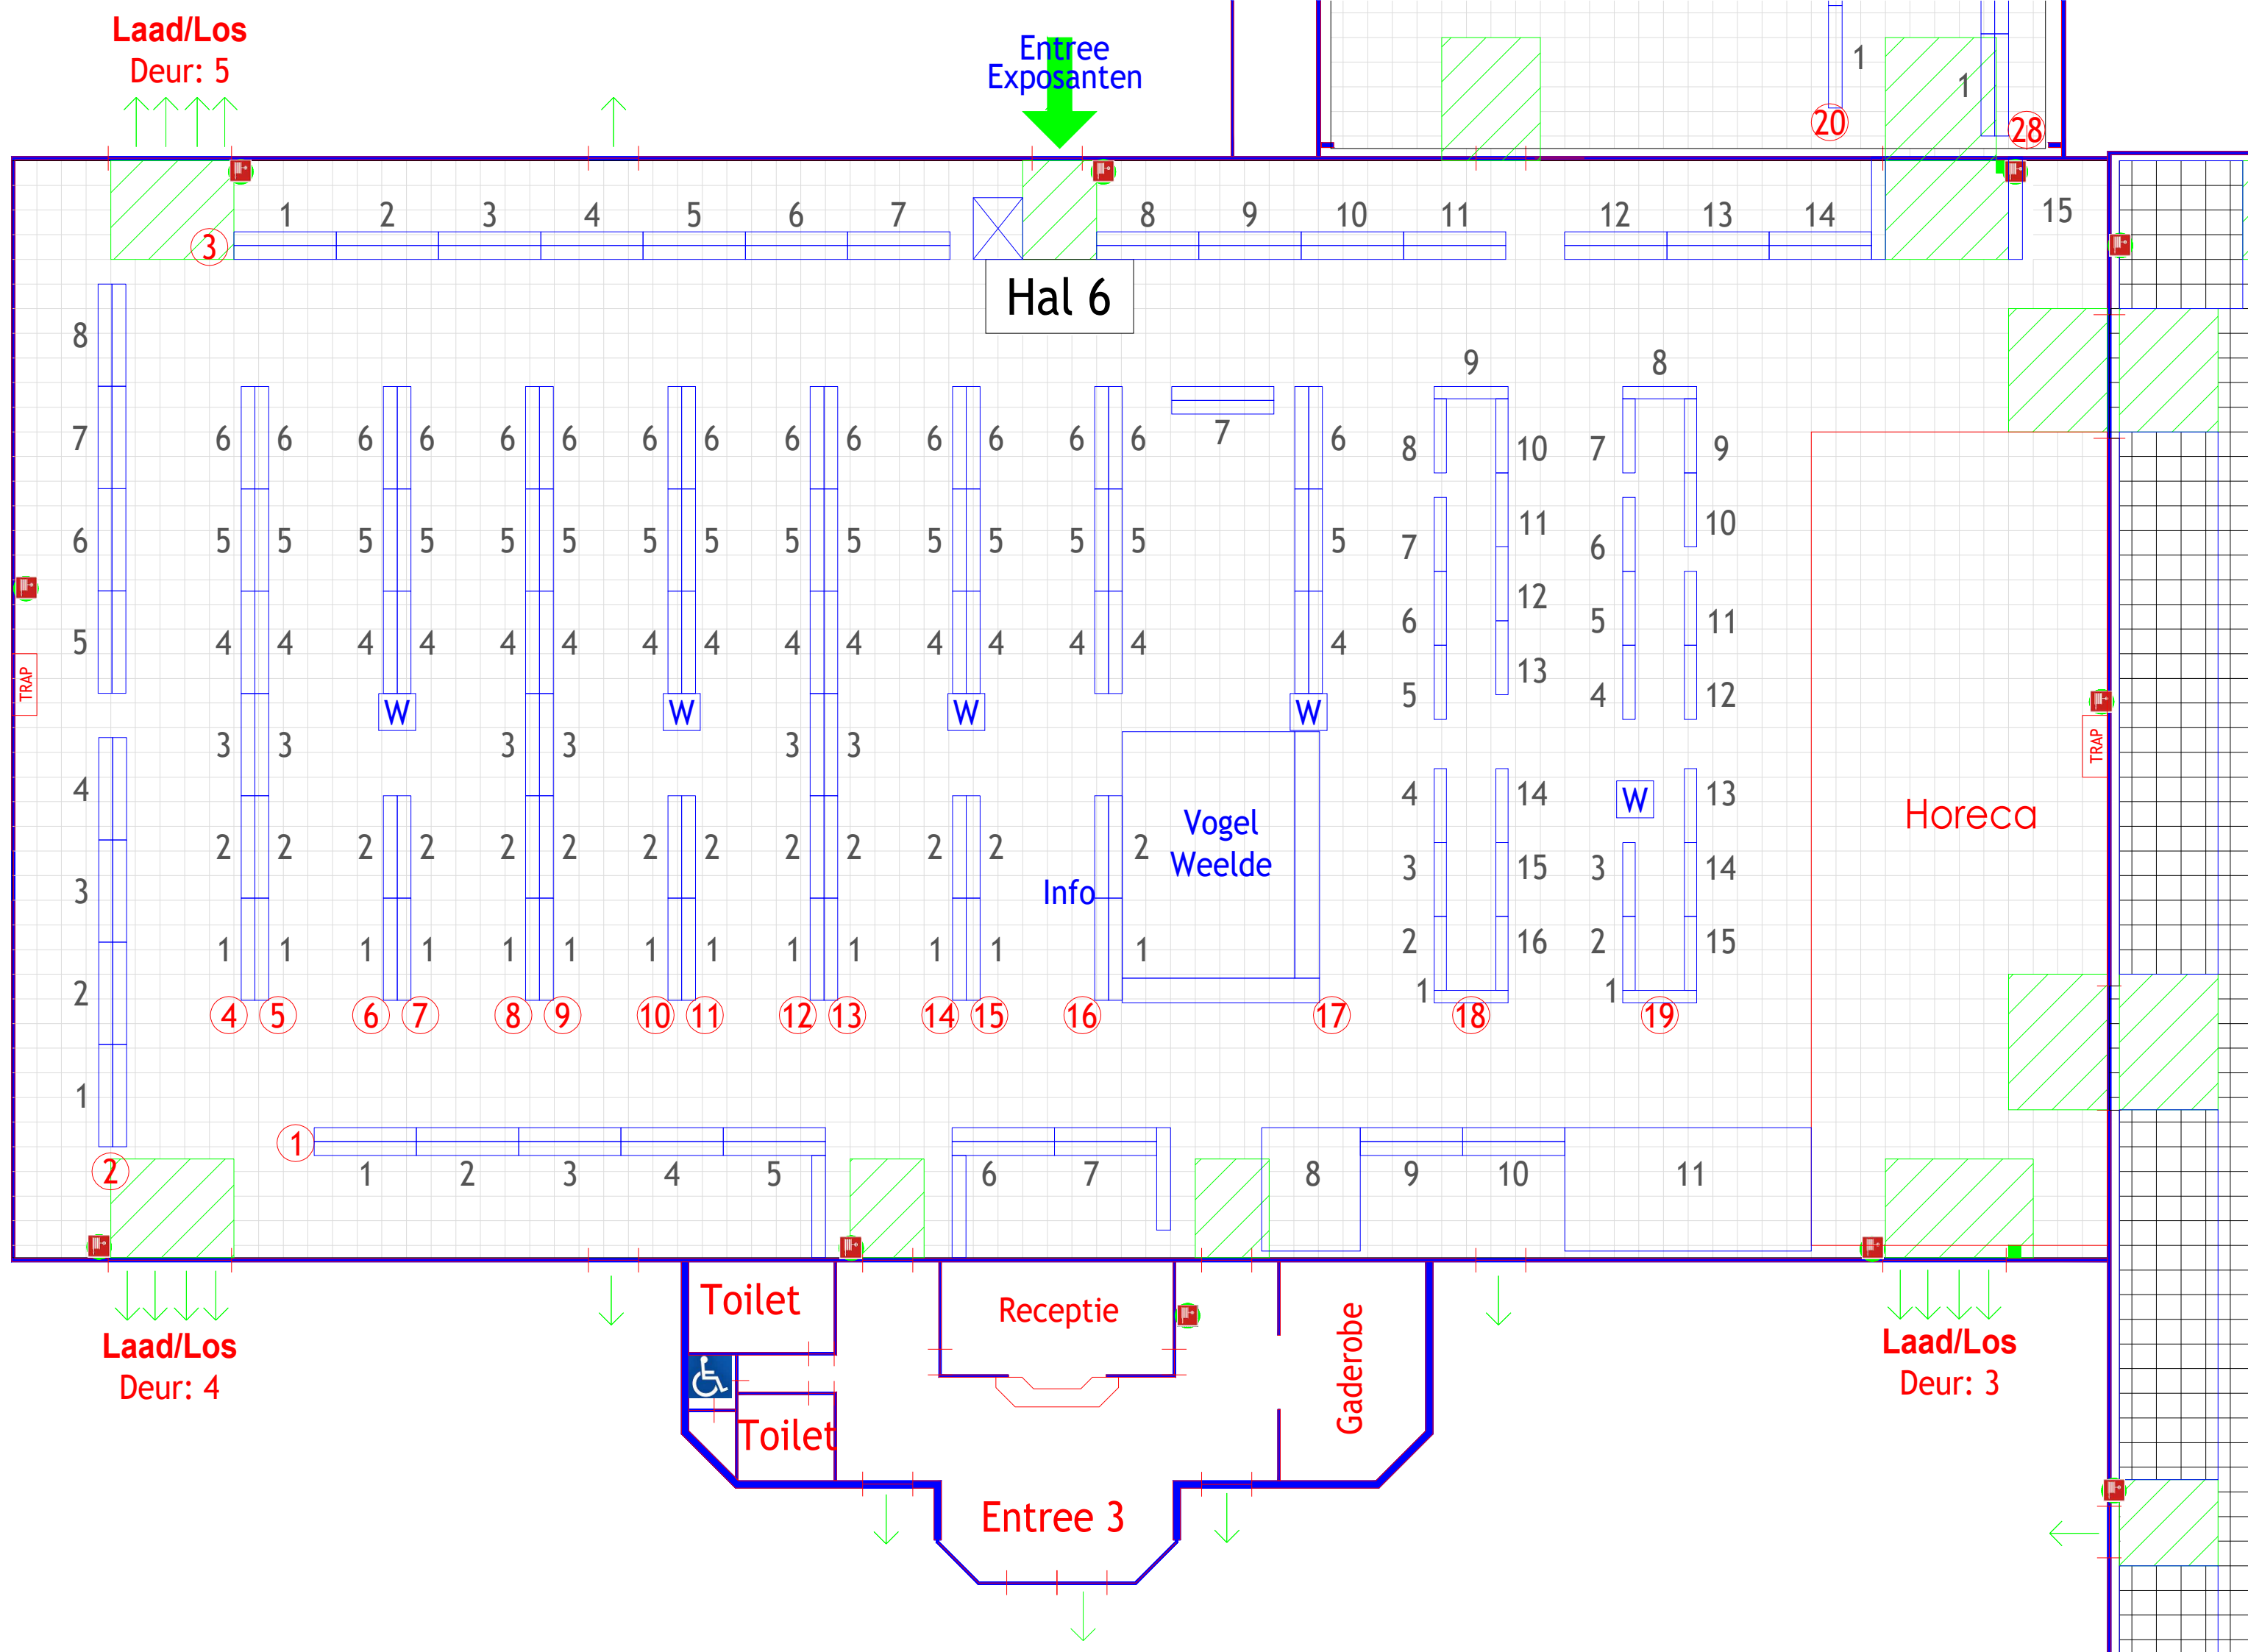 Laad/Los
Deur: 5
Entree
Exposanten
1
1
20
28
1 2 3 4 5 6 7 8 9 10 11 12 13 14 15
3
Hal 6
8
9 8
7
6 6 6 6 6 6 6 6 6 6 6 6 6 6 7 6 8 10 7 9
6
5 5 5 5 5 5 5 5 5 5 5 5 5 5 5 7 11 6 10
5
4 4 4 4 4 4 4 4 4 4 4 4 4 4 4 6 12 5 11
TRAP
5 13 4 12
W W W W
3 3 3 3 3 3
TRAP
4
4 14 W 13
Horeca
Vogel
Weelde
2 2 2 2 2 2 2 2 2 2 2 2 2 3 15 3 14
3
Info
1 1 1 1 1 1 1 1 1 1 1 1 1 2 16 2 15
2
1 1
4 5 6 7 8 9 10 11 12 13 14 15 16 17 18 19
1
1
2
1 2 3 4 5 6 7 8 9 10 11
Toilet
Receptie
Gaderobe
Laad/Los
Deur: 4
Laad/Los
Deur: 3
Toilet
Entree 3